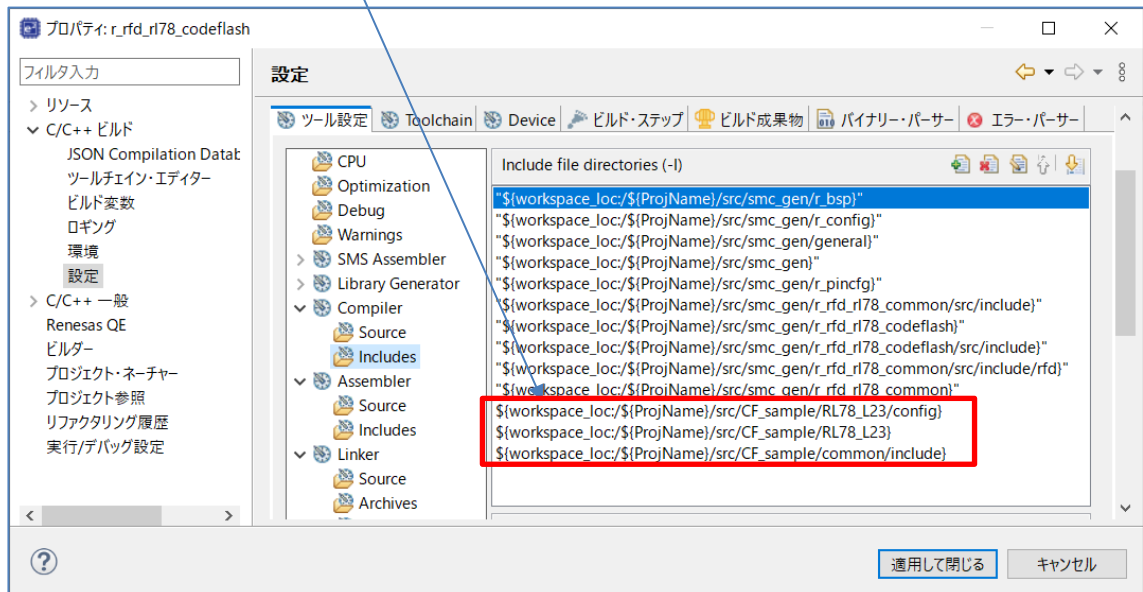 プロパティ: r_rfd_rl78_codeflash
フィルタ入力
設定
リソース
C/C++ ビルド
JSON Compilation Datab
ツールチェイン・エディター
ビルド変数
ロギング
環境
設定
C/C++ 一般
Renesas QE
ビルダー
プロジェクト・ネーチャー
プロジェクト参照
リファクタリング履歴
実行/デバッグ設定
ツール設定 Toolchain Device ビルド・ステップ ビルド成果物 バイナリー・パーサー エラー・パーサー
CPU
Optimization
Debug
Warnings
SMS Assembler
Library Generator
Compiler
Source
Includes
Assembler
Source
Includes
Linker
Source
Archives
Include file directories (-I)
"${workspace_loc:/${ProjName}/src/smc_gen/r_bsp}"
"${workspace_loc:/${ProjName}/src/smc_gen/r_config}"
"${workspace_loc:/${ProjName}/src/smc_gen/general}"
"${workspace_loc:/${ProjName}/src/smc_gen}"
"${workspace_loc:/${ProjName}/src/smc_gen/r_pincfg}"
"${workspace_loc:/${ProjName}/src/smc_gen/r_rfd_rl78_common/src/include}"
"${workspace_loc:/${ProjName}/src/smc_gen/r_rfd_rl78_codeflash}"
"${workspace_loc:/${ProjName}/src/smc_gen/r_rfd_rl78_codeflash/src/include}"
"${workspace_loc:/${ProjName}/src/smc_gen/r_rfd_rl78_common/src/include/rfd}"
"${workspace_loc:/${ProjName}/src/smc_gen/r_rfd_rl78_common}"
${workspace_loc:/${ProjName}/src/CF_sample/RL78_L23/config}
${workspace_loc:/${ProjName}/src/CF_sample/RL78_L23}
${workspace_loc:/${ProjName}/src/CF_sample/common/include}
適用して閉じる
キャンセル